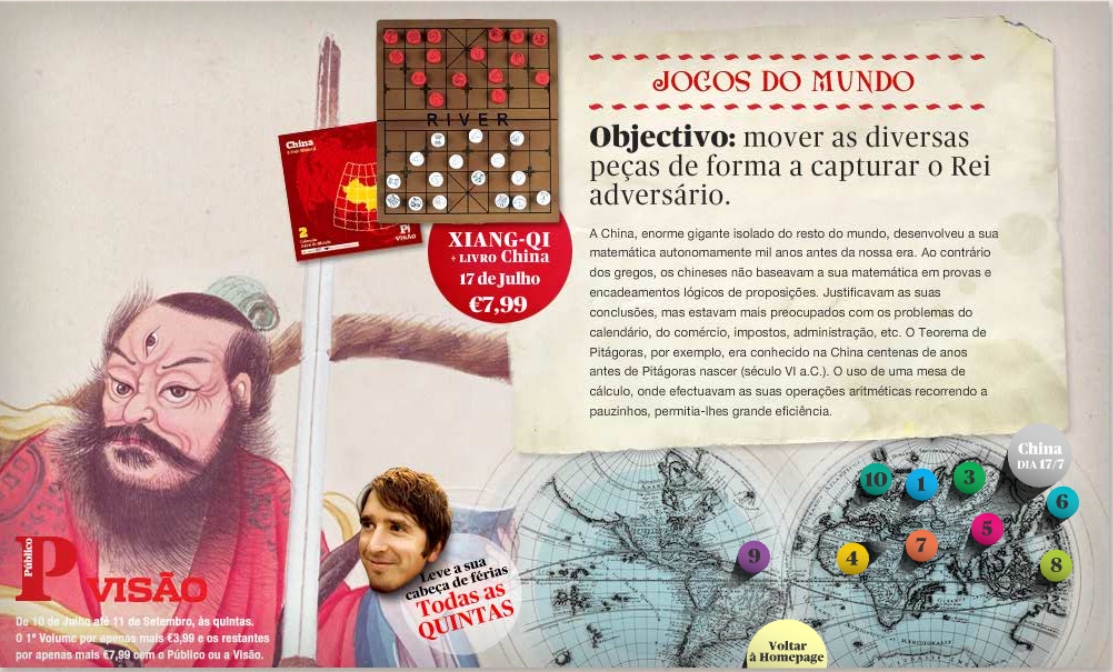 JOGOS DO MUNDO
Objectivo: mover as diversas
peças de forma a capturar o Rei
adversário.
A China, enorme gigante isolado do resto do mundo, desenvolveu a sua
matemática autonomamente mil anos antes da nossa era. Ao contrário
dos gregos, os chineses não baseavam a sua matemática em provas e
encadeamentos lógicos de proposições. Justificavam as suas
conclusões, mas estavam mais preocupados com os problemas do
calendário, do comércio, impostos, administração, etc. O Teorema de
Pitágoras, por exemplo, era conhecido na China centenas de anos
antes de Pitágoras nascer (século VI a.C.). O uso de uma mesa de
cálculo, onde efectuavam as suas operações aritméticas recorrendo a
pauzinhos, permitia-lhes grande eficiência.
RIVER
China
2
VISÃO
XIANG-QI
+ LIVRO China
17 de Julho
€7,99
China
DIA 17/7
10
1
3
6
5
7
4
9
8
Leve a sua
cabeça de férias
Todas as
QUINTAS
Público
P
VISÃO
De 10 de Julho até 11 de Setembro, às quintas.
O 1º Volume por apenas mais €3,99 e os restantes
por apenas mais €7,99 com o Público ou a Visão.
Voltar
à Homepage